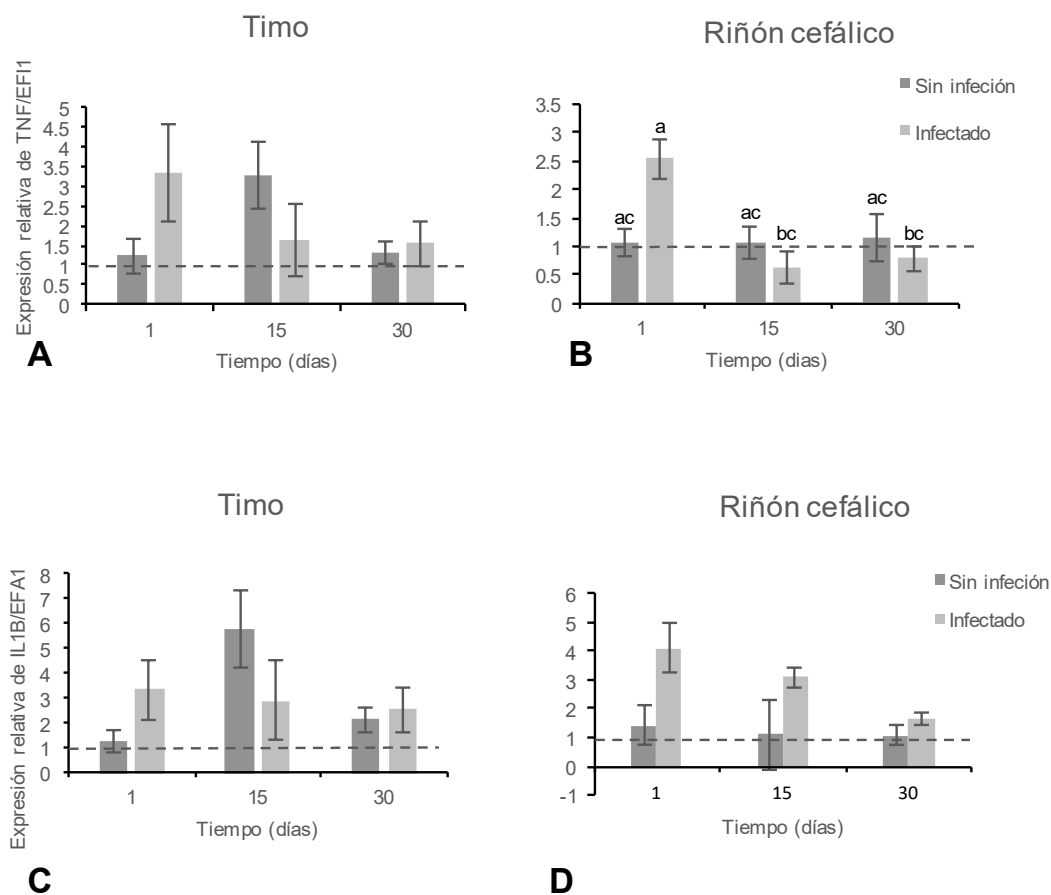 Timo
Expresión relativa de TNF/EFI1
5
4.5
4
3.5
3
2.5
2
1.5
1
0.5
0
1 15 30
Tiempo (días)
A
Riñón cefálico
Sin infeción
Infectado
3.5
3
2.5
2
1.5
1
0.5
0
ac a ac bc ac bc
1 15 30
Tiempo (dias)
B
Timo
Expresión relativa de IL1B/EFA1
8
7
6
5
4
3
2
1
0
1 15 30
Tiempo (días)
C
Riñón cefálico
Sin infeción
Infectado
6
5
4
3
2
1
0
-1
1 15 30
Tiempo (días)
D